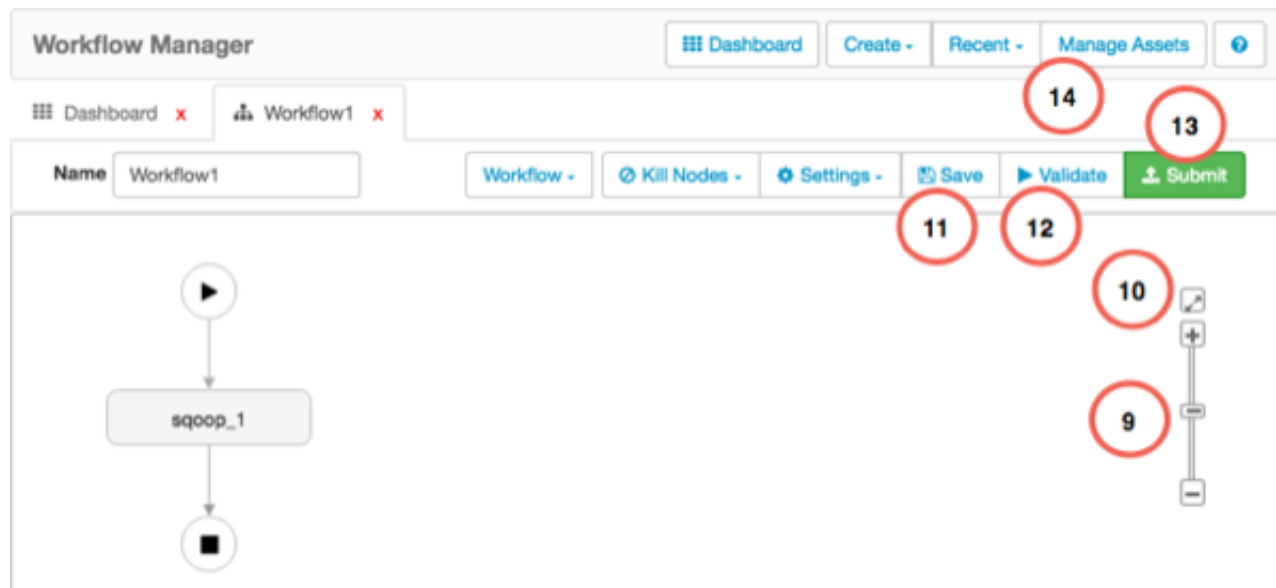 Workflow Manager Dashboard Create Recent Manage Assets ?
14
13
Dashboard x Workflow1 x
Name Workflow1 Workflow Kill Nodes Settings Save Validate Submit
11 12
10
9
sqoop_1